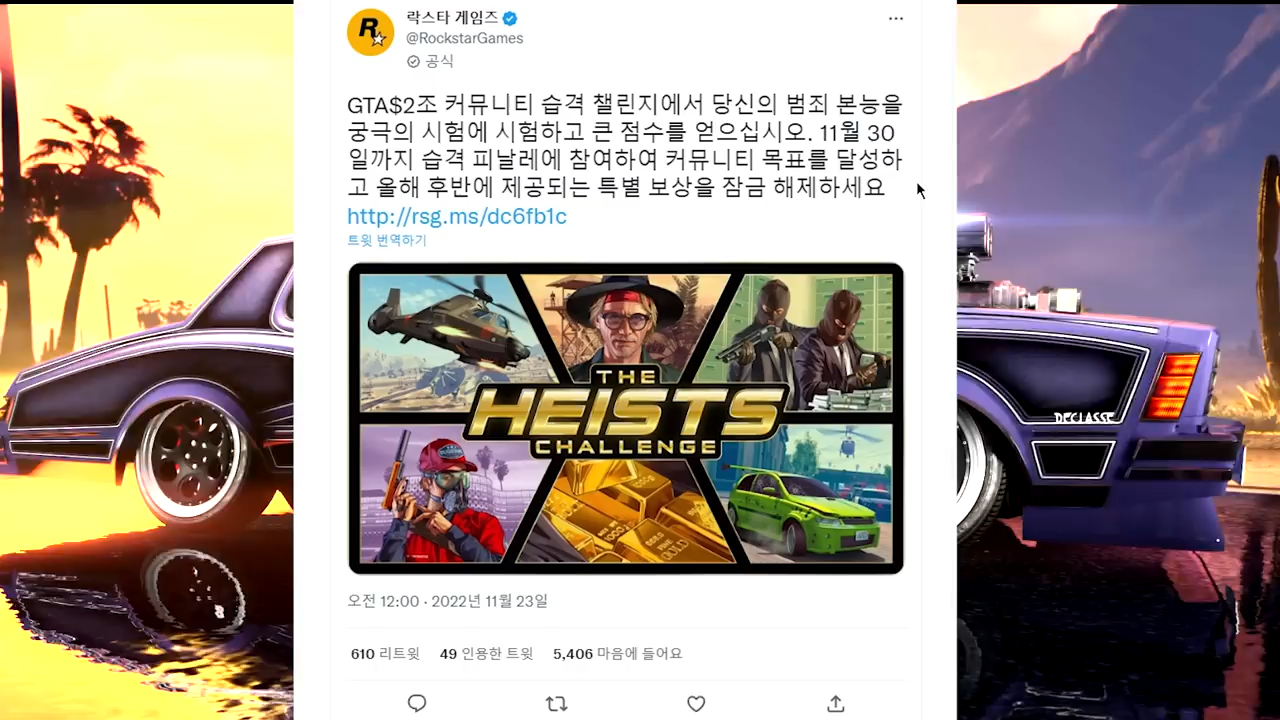 락스타 게임즈
@RockstarGames
공식
GTA$2조 커뮤니티 습격 챌린지에서 당신의 범죄 본능을
궁극의 시험에 시험하고 큰 점수를 얻으십시오. 11월 30
일까지 습격 피날레에 참여하여 커뮤니티 목표를 달성하
고 올해 후반에 제공되는 특별 보상을 잠금 해제하세요
http://rsg.ms/dc6fb1c
트윗 번역하기
THE
HEISTS
CHALLENGE
DECLASSE
오전 12:00 · 2022년 11월 23일
610 리트윗 49 인용한 트윗 5,406 마음에 들어요